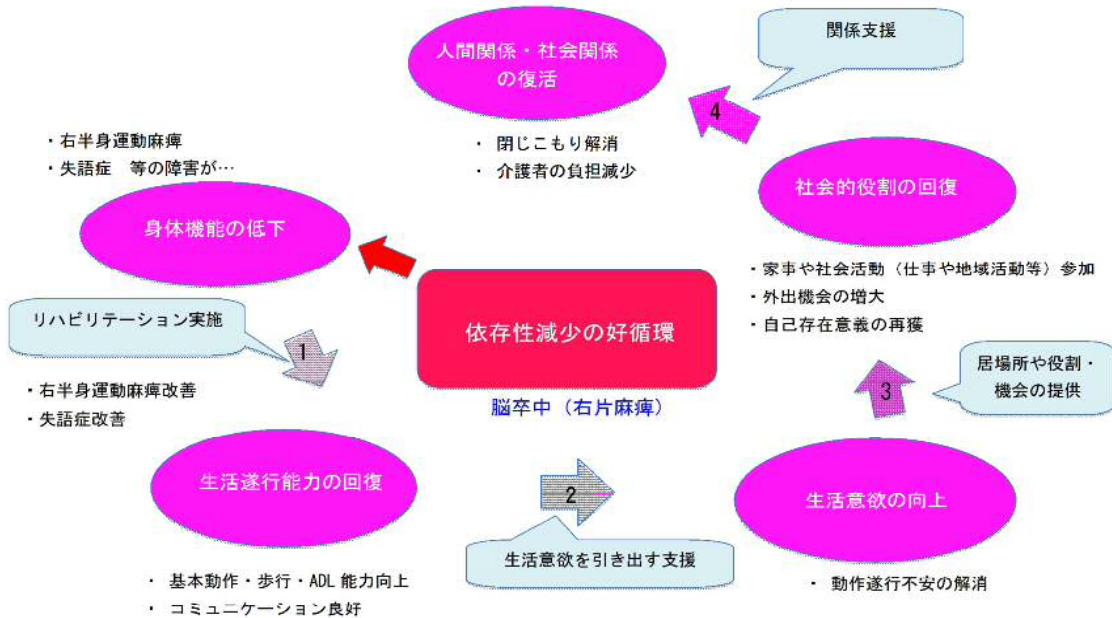 人間関係・社会関係
の復活
関係支援
4
・閉じこもり解消
・介護者の負担減少
・右半身運動麻痺
・失語症　等の障害が…
身体機能の低下
社会的役割の回復
・家事や社会活動（仕事や地域活動等）参加
・外出機会の増大
・自己存在意義の再獲
依存性減少の好循環
脳卒中（右片麻痺）
リハビリテーション実施
1
・右半身運動麻痺改善
・失語症改善
居場所や役割・
機会の提供
3
生活遂行能力の回復
2
生活意欲を引き出す支援
生活意欲の向上
・基本動作・歩行・ADL 能力向上
・コミュニケーション良好
・動作遂行不安の解消